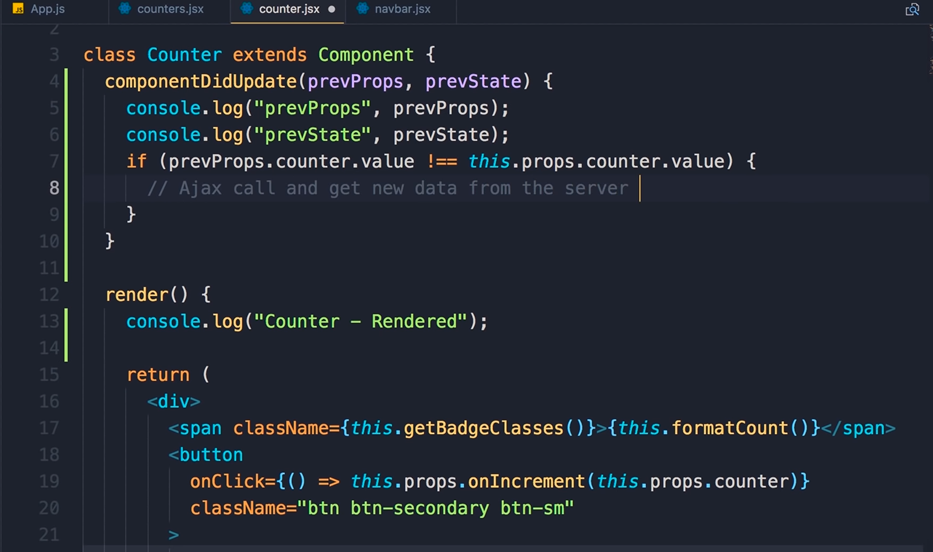 App.js counters.jsx counter.jsx navbar.jsx
2
3 class Counter extends Component {
4 componentDidUpdate(prevProps, prevState) {
5 console.log("prevProps", prevProps);
6 console.log("prevState", prevState);
7 if (prevProps.counter.value !== this.props.counter.value) {
8 // Ajax call and get new data from the server
9 }
10 }
11
12 render() {
13 console.log("Counter - Rendered");
14
15 return (
16 <div>
17 <span className={this.getBadgeClasses()}>{this.formatCount()}</span>
18 <button
19 onClick={() => this.props.onIncrement(this.props.counter)}
20 className="btn btn-secondary btn-sm"
21 >